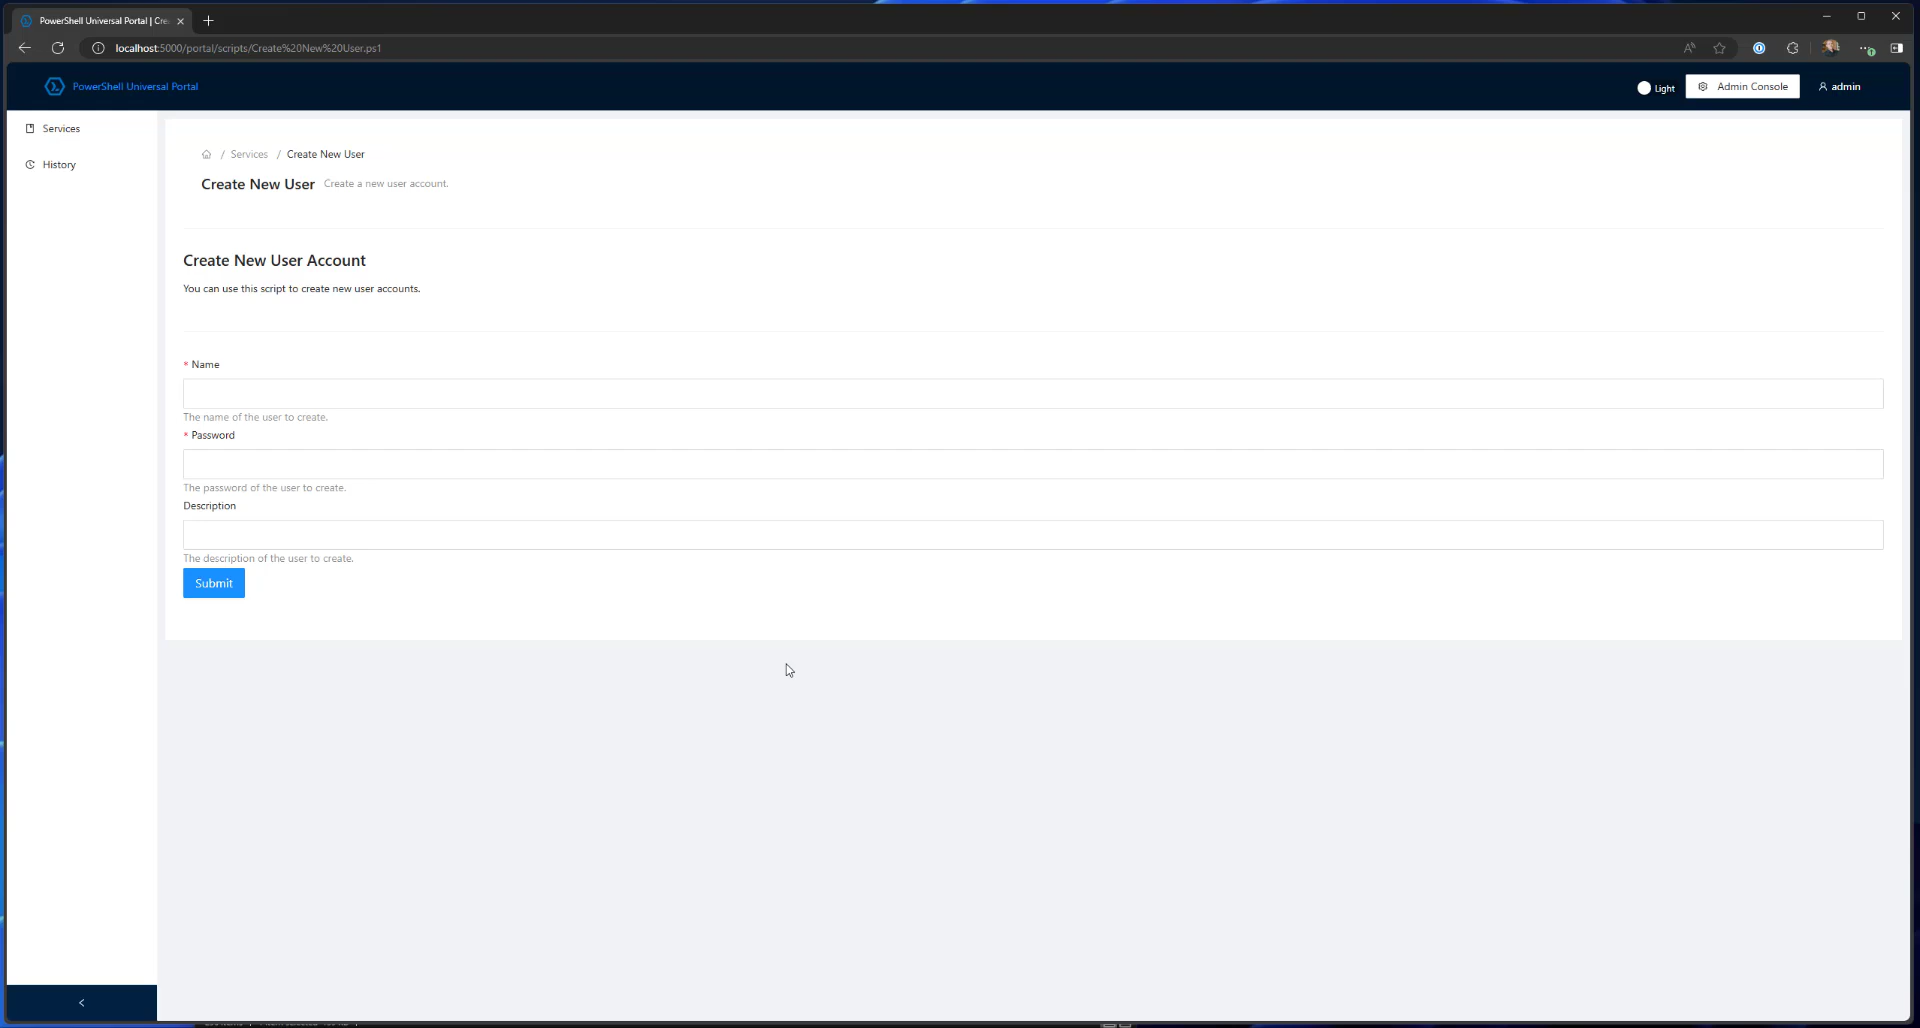 PowerShell Universal Portal | Cre
localhost:5000/portal/scripts/Create%20New%20User.ps1
PowerShell Universal Portal
Light
Admin Console
admin
Services
History
/ Services / Create New User
Create New User Create a new user account.
Create New User Account
You can use this script to create new user accounts.
* Name
The name of the user to create.
* Password
The password of the user to create.
Description
The description of the user to create.
Submit